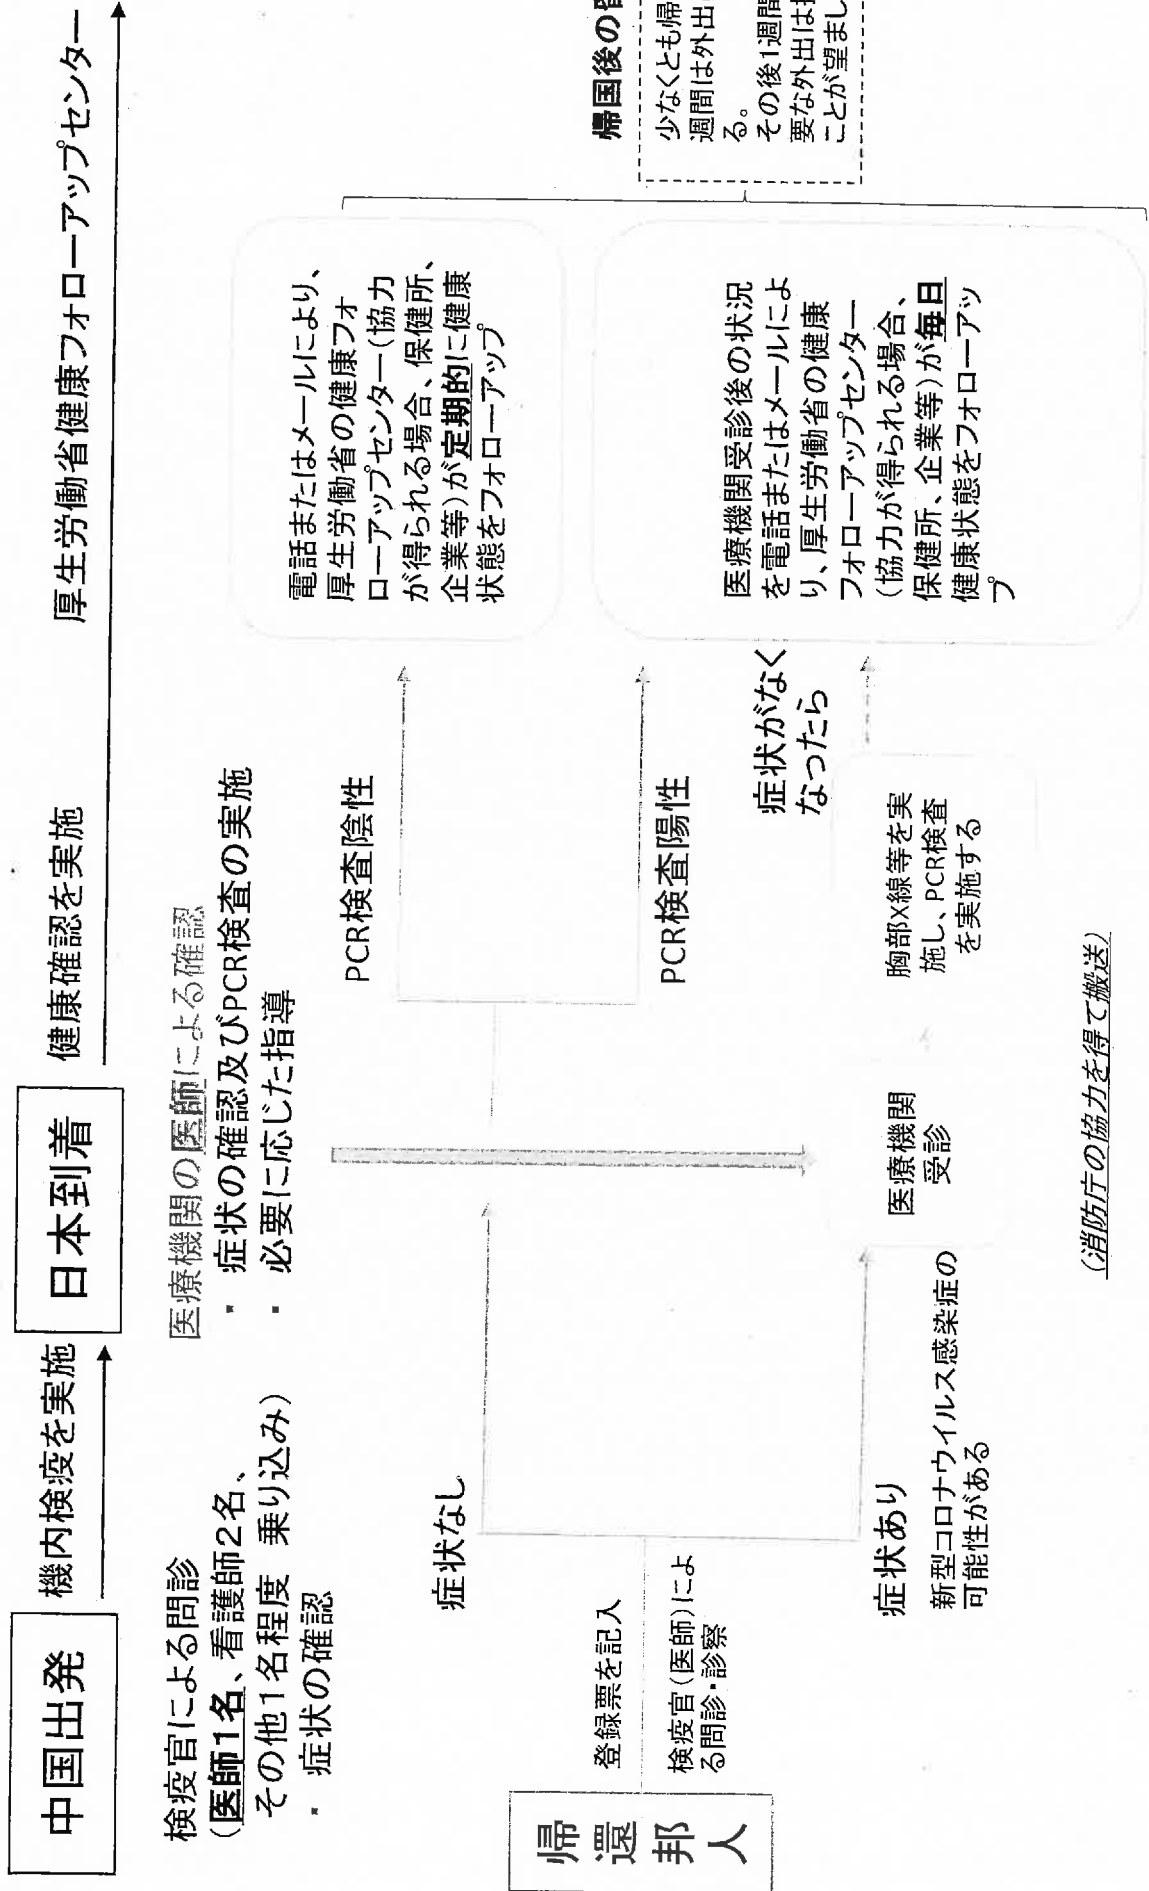 中国出発
機内検疫を実施
日本到着
健康確認を実施
厚生労働省健康フォローアップセンター
検疫官による問診
(医師1名、看護師2名、
その他1名程度 乗り込み)
・ 症状の確認
医療機関の医師による確認
・ 症状の確認及びPCR検査の実施
・ 必要に応じた指導
帰還邦人
登録票を記入
検疫官(医師)によ
る問診・診察
症状なし
症状あり
新型コロナウイルス感染症の
可能性がある
PCR検査陰性
PCR検査陽性
医療機関
受診
胸部X線等を実
施し、PCR検査
を実施する
(消防庁の協力を得て搬送)
症状がなく
なったら
電話またはメールにより、
厚生労働省の健康フォ
ローアップセンター(協力
が得られる場合、保健所、
企業等)が定期的に健康
状態をフォローアップ
医療機関受診後の状況
を電話またはメールによ
り、厚生労働省の健康
フォローアップセンター
(協力が得られる場合、
保健所、企業等)が毎日
健康状態をフォローアッ
プ
帰国後の
少なくとも帰
週間は外出
る。
その後1週間
要な外出は
ことが望まし